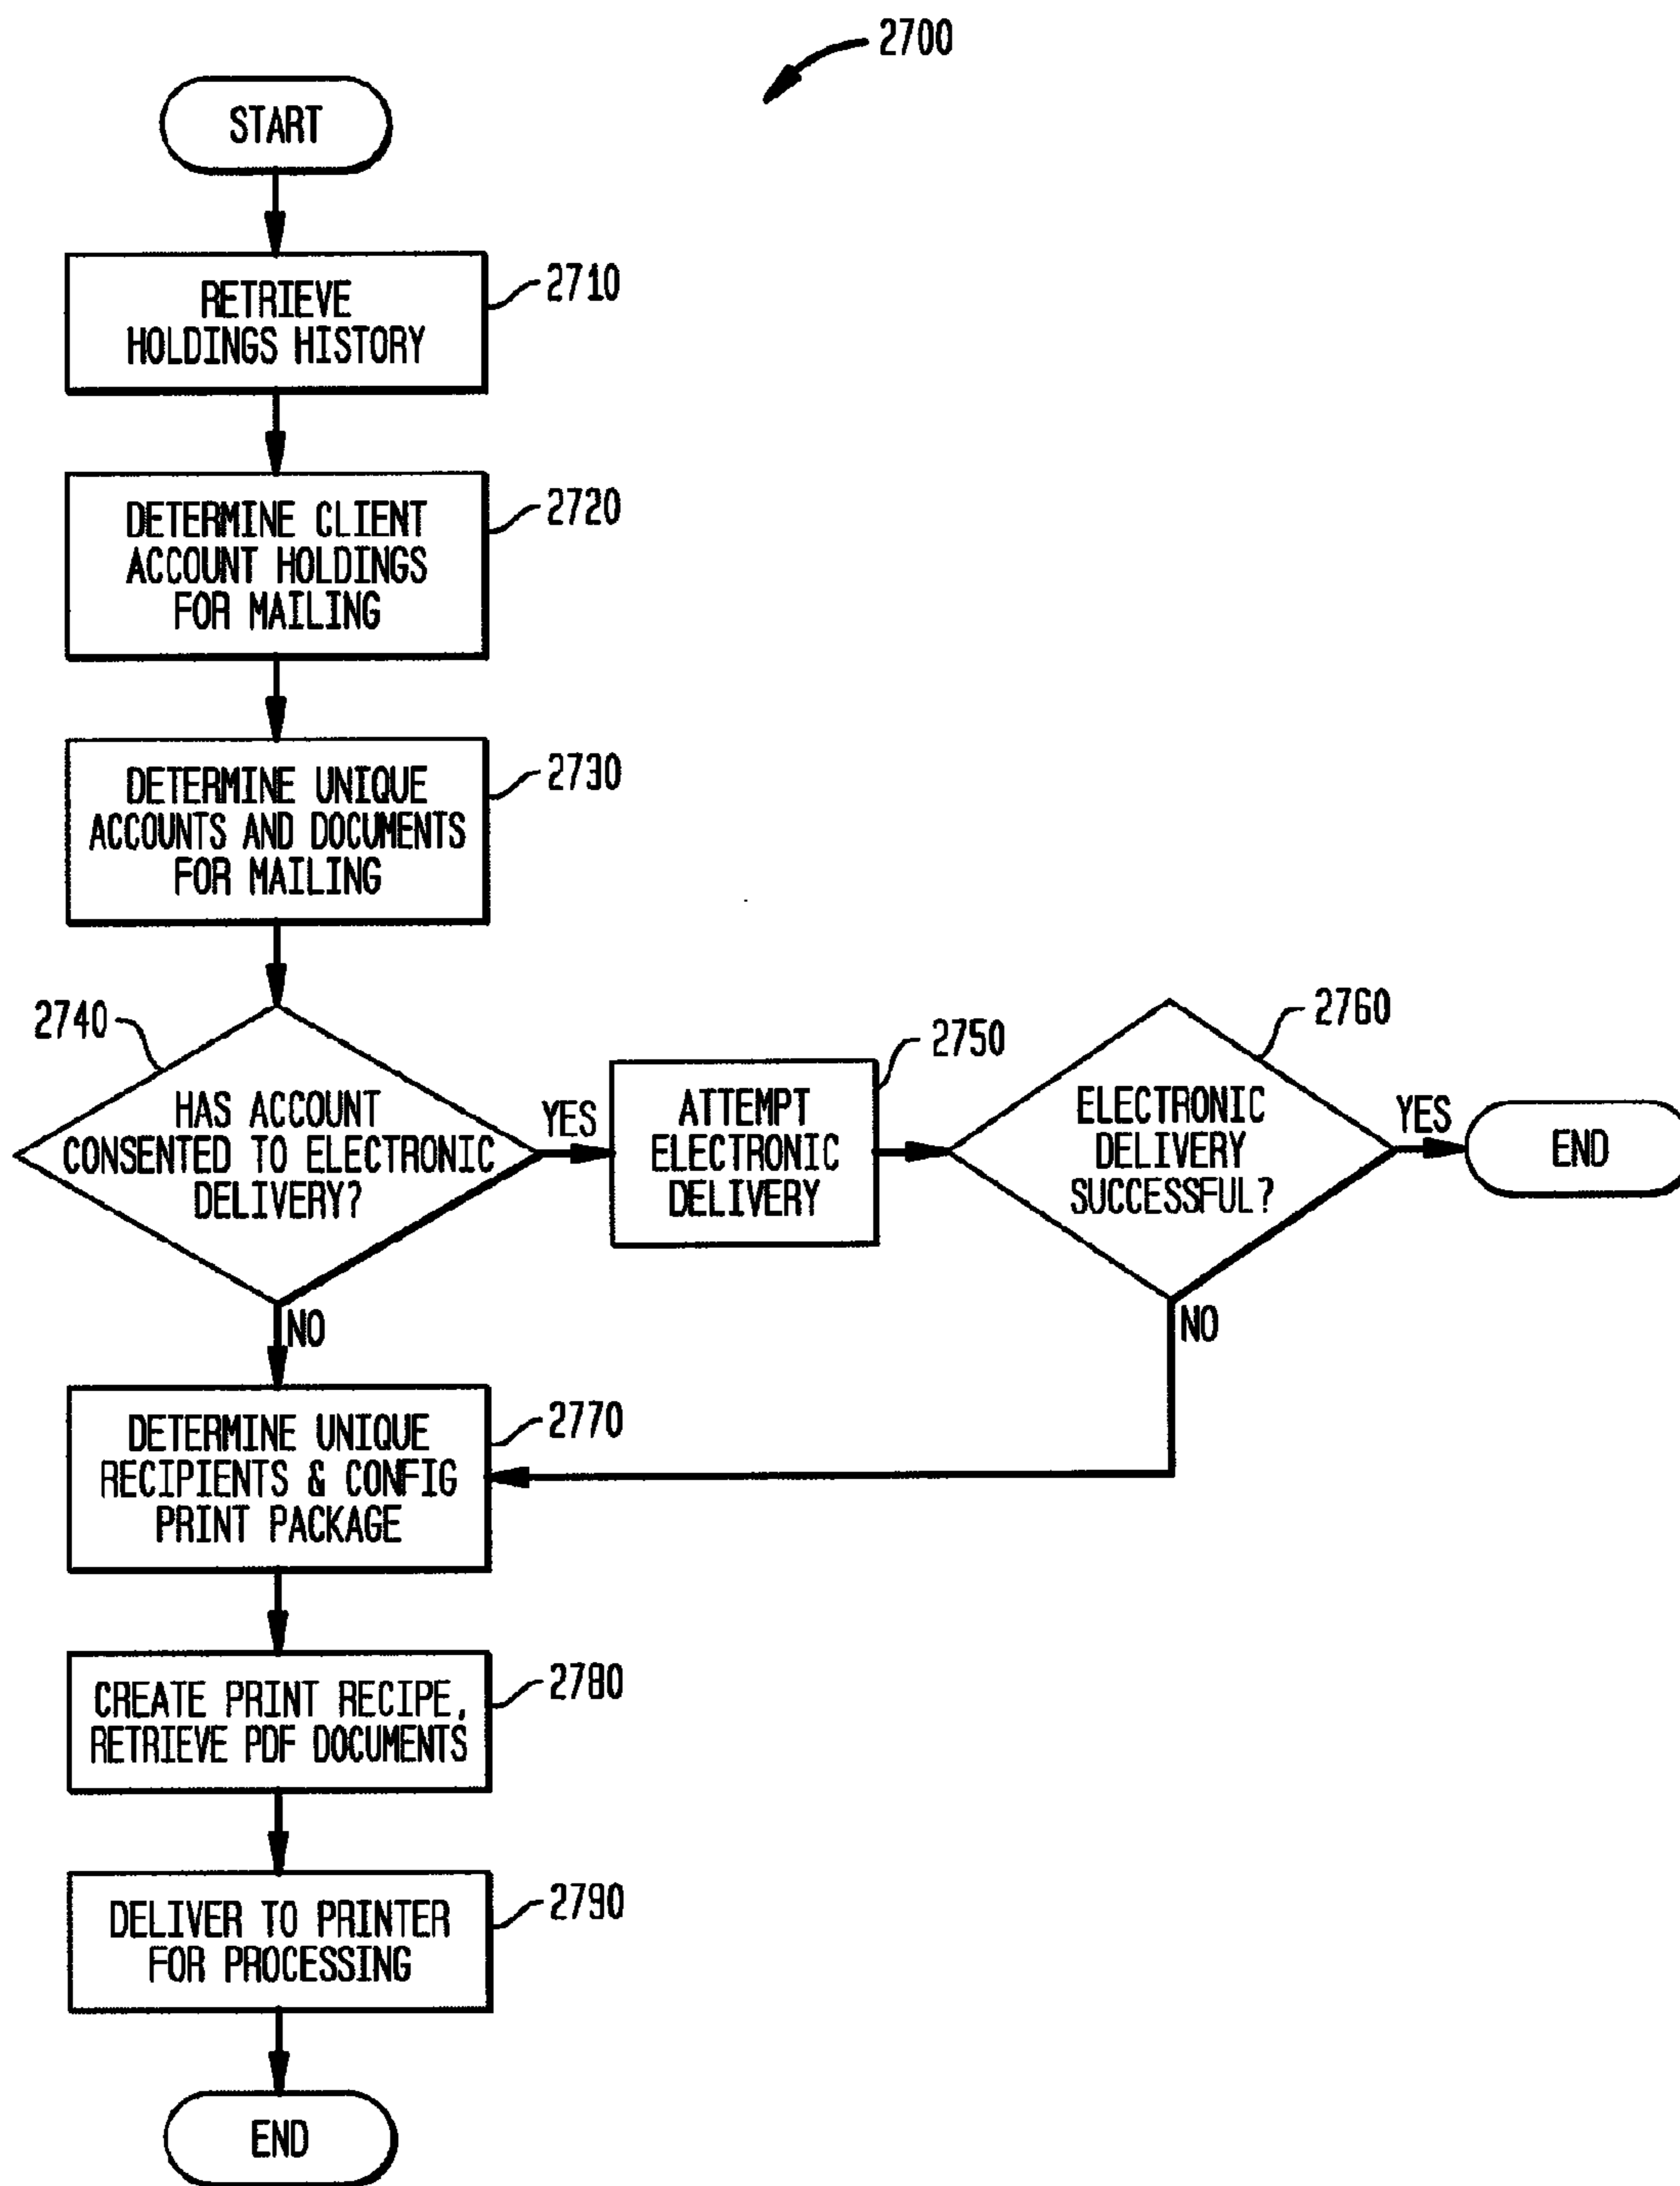 2700
START
RETRIEVE
HOLDINGS HISTORY
2710
DETERMINE CLIENT
ACCOUNT HOLDINGS
FOR MAILING
2720
DETERMINE UNIQUE
ACCOUNTS AND DOCUMENTS
FOR MAILING
2730
2740
HAS ACCOUNT
CONSENTED TO ELECTRONIC
DELIVERY?
YES
NO
2750
ATTEMPT
ELECTRONIC
DELIVERY
2760
ELECTRONIC
DELIVERY
SUCCESSFUL?
YES
END
NO
DETERMINE UNIQUE
RECIPIENTS & CONFIG
PRINT PACKAGE
2770
CREATE PRINT RECIPE,
RETRIEVE PDF DOCUMENTS
2780
DELIVER TO PRINTER
FOR PROCESSING
2790
END